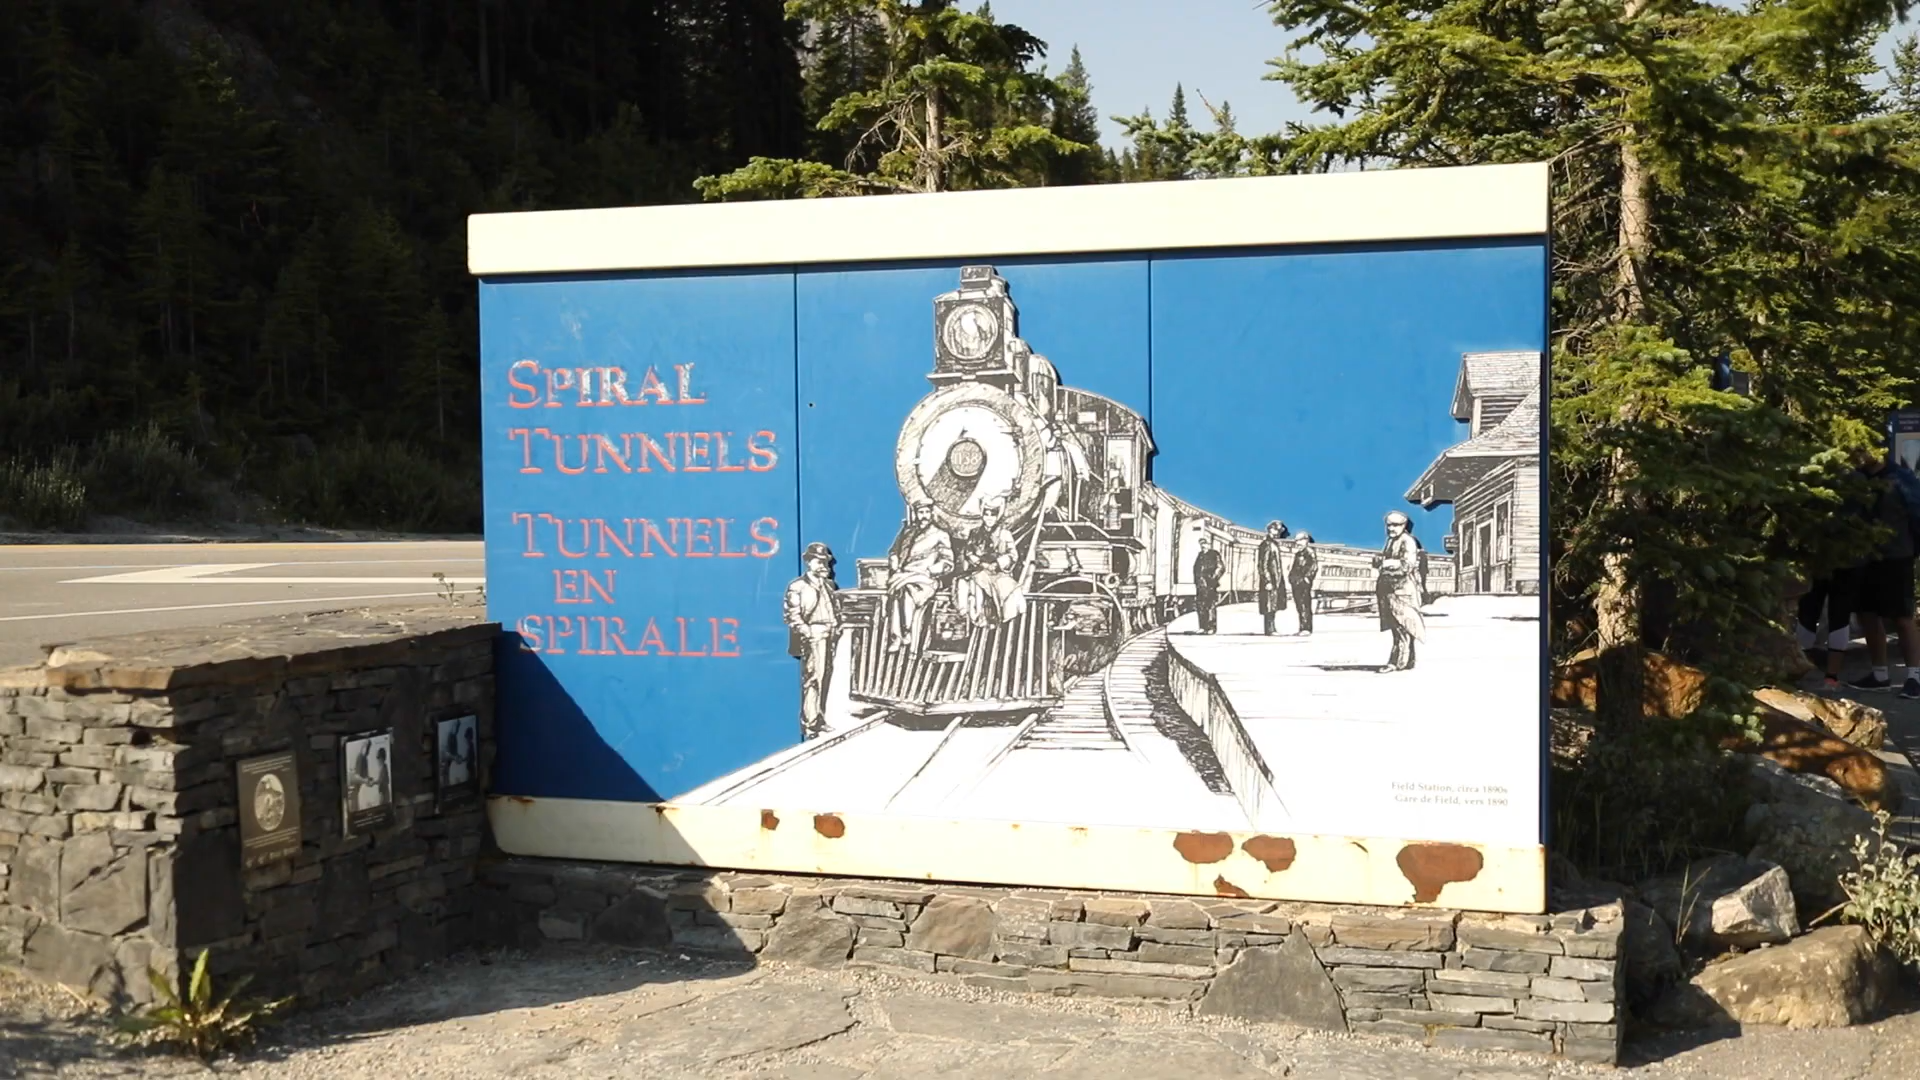 SPIRAL
TUNNELS
TUNNELS
EN
SPIRALE
Field Station, circa 1890s
Gare de Field, vers 1890